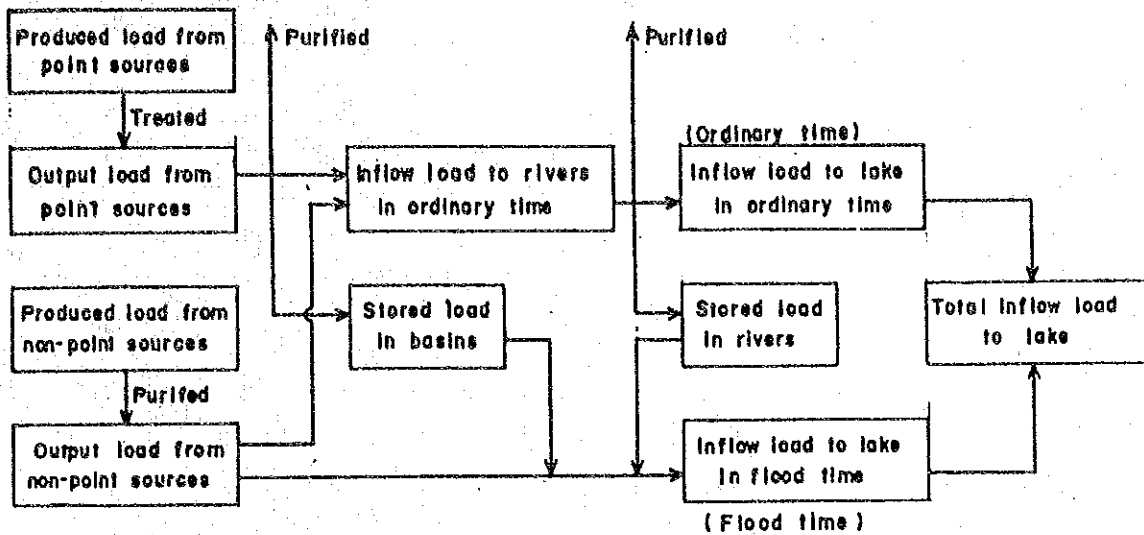 Produced load from
point sources
Purified
Purified
Treated
(Ordinary time)
Output load from
point sources
Inflow load to rivers
in ordinary time
Inflow load to lake
in ordinary time
Produced load from
non-point sources
Stored load
in basins
Stored load
in rivers
Total inflow load
to lake
Purifed
Output load from
non-point sources
Inflow load to lake
in flood time
(Flood time)